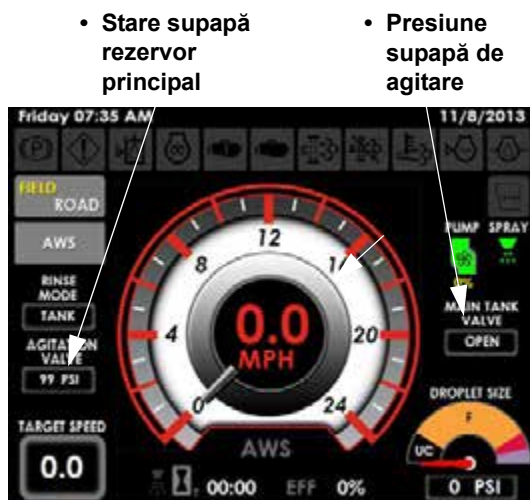 • Stare supapă rezervor principal
• Presiune supapă de agitare
Friday 07:35 AM
11/8/2013
(P)
FIELD
ROAD
AWS
RINSE
MODE
TANK
AGITATION
VALVE
99 PSI
TARGET SPEED
0.0
0
4
8
12
20
24
0.0
MPH
AWS
00:00
EFF
0%
PUMP
SPRAY
MAIN TANK
VALVE
OPEN
DROPLET SIZE
F
UC
0 PSI